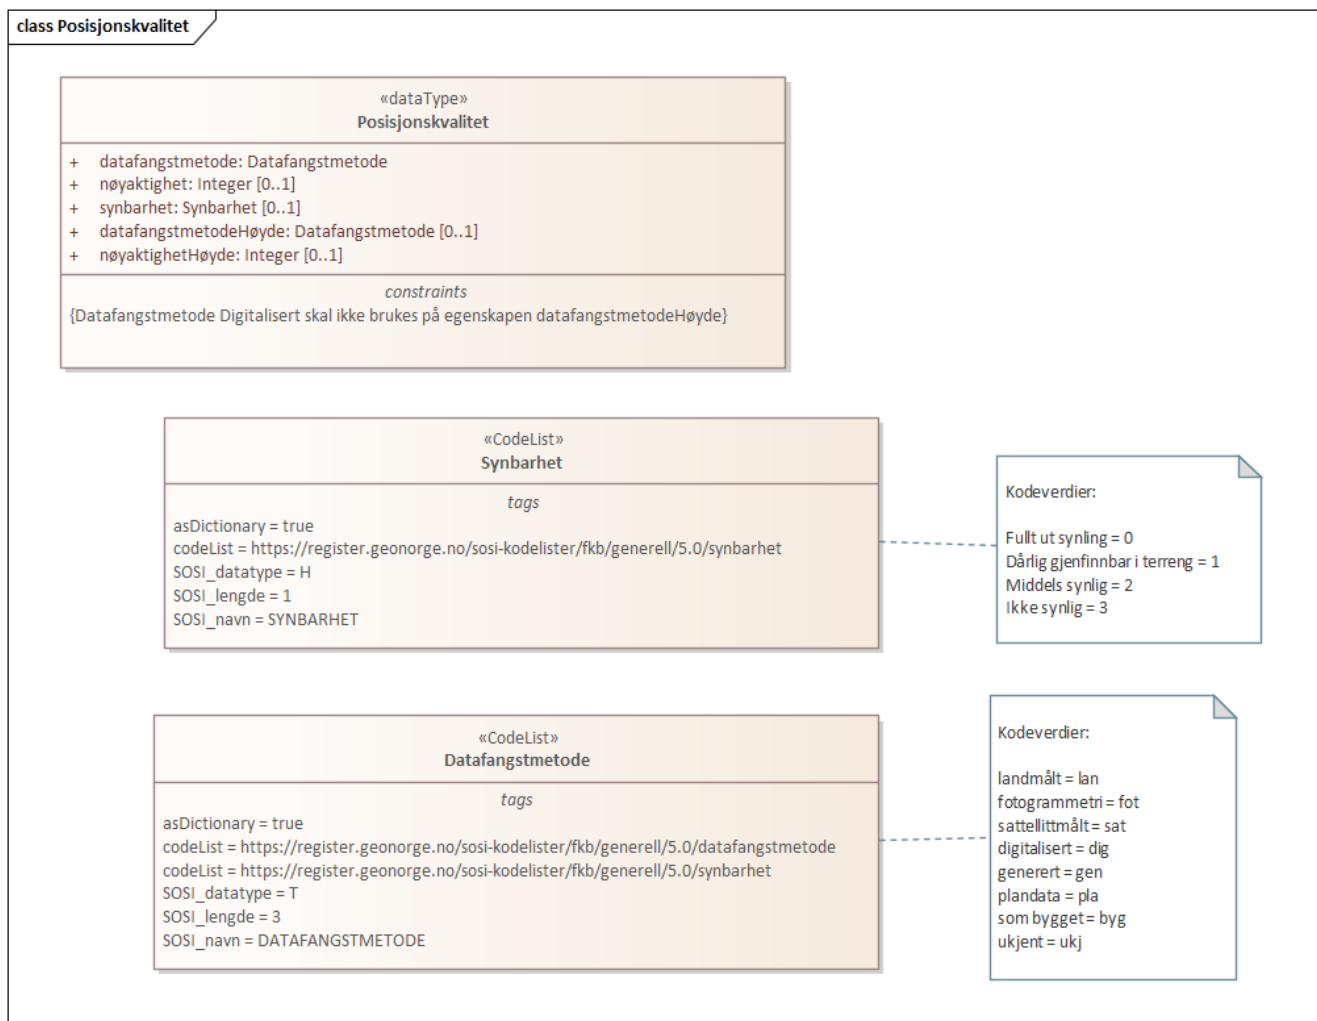 class Posisjonskvalitet
«dataType»
Posisjonskvalitet
+ datafangstmetode: Datafangstmetode
+ nøyaktighet: Integer [0..1]
+ synbarhet: Synbarhet [0..1]
+ datafangstmetodeHøyde: Datafangstmetode [0..1]
+ nøyaktighetHøyde: Integer [0..1]
constraints
{Datafangstmetode Digitalisert skal ikke brukes på egenskapen datafangstmetodeHøyde}
«CodeList»
Synbarhet
tags
asDictionary = true
codeList = https://register.geonorge.no/sosi-kodelister/fkb/generell/5.0/synbarhet
SOSI_datatype = H
SOSI_lengde = 1
SOSI_navn = SYNBARHET
Kodeverdier:
Fullt ut synling = 0
Dårlig gjenfinnbar i terreng = 1
Middels synlig = 2
Ikke synlig = 3
«CodeList»
Datafangstmetode
tags
asDictionary = true
codeList = https://register.geonorge.no/sosi-kodelister/fkb/generell/5.0/datafangstmetode
codeList = https://register.geonorge.no/sosi-kodelister/fkb/generell/5.0/synbarhet
SOSI_datatype = T
SOSI_lengde = 3
SOSI_navn = DATAFANGSTMETODE
Kodeverdier:
landmålt = lan
fotogrammetri = fot
sattellittmålt = sat
digitalisert = dig
generert = gen
plandata = pla
som bygget = byg
ukjent = ukj